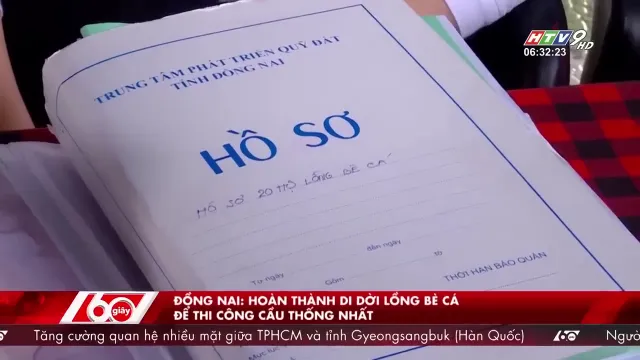 HTV9 HD
06:32:23
TRUNG TÂM PHÁT TRIỂN QUỸ ĐẤT
TỈNH ĐỒNG NAI
HỒ SƠ
HỒ SƠ 20 HỘ LỒNG BÈ CÁ
Từ ngày
đến ngày
Gồm
tờ
THỜI HẠN BẢO QUẢN
60 giây
ĐỒNG NAI: HOÀN THÀNH DI DỜI LỒNG BÈ CÁ
ĐỂ THI CÔNG CẦU THỐNG NHẤT
Tăng cường quan hệ nhiều mặt giữa TPHCM và tỉnh Gyeongsangbuk (Hàn Quốc)
60
Người